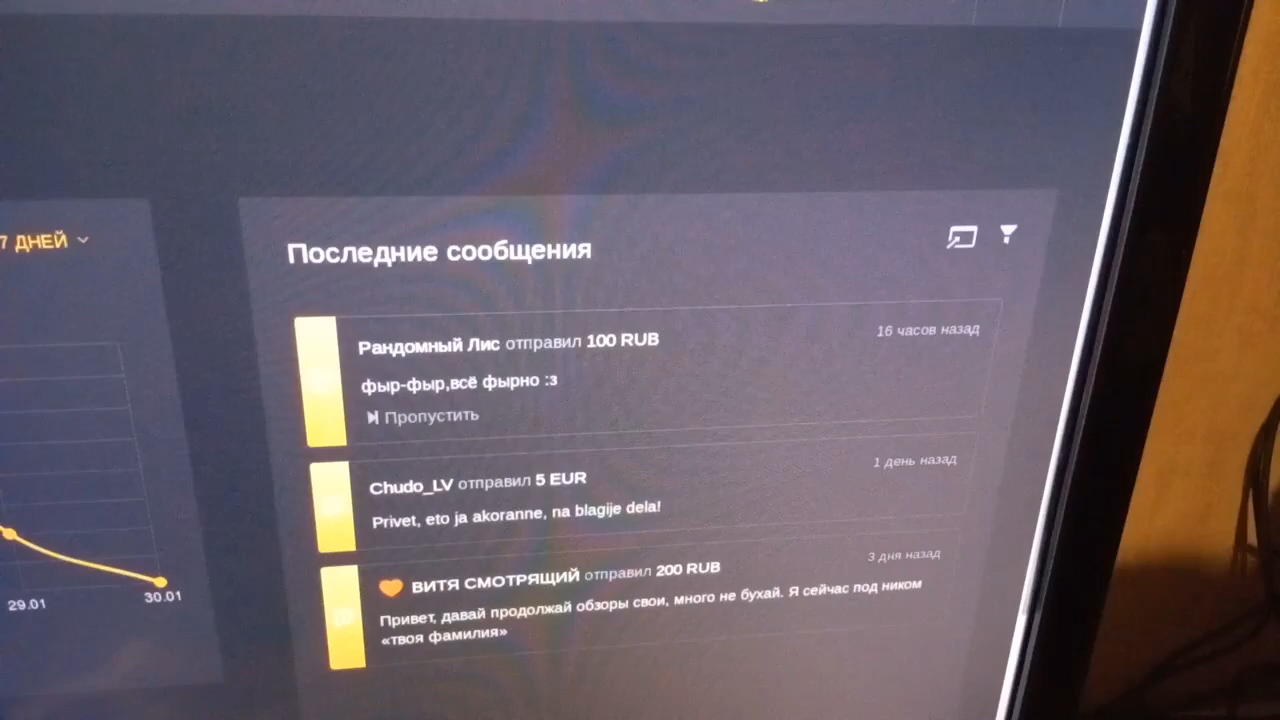 7 ДНЕЙ
Последние сообщения
Рандомный Лис отправил 100 RUB
16 часов назад
фыр-фыр,всё фырно :з
Пропустить
Chudo_LV отправил 5 EUR
1 день назад
Privet, eto ja akoranne, na blagije dela!
ВИТЯ СМОТРЯЩИЙ отправил 200 RUB
3 дня назад
Привет, давай продолжай обзоры свои, много не бухай. Я сейчас под ником
«твоя фамилия»
29.01
30.01